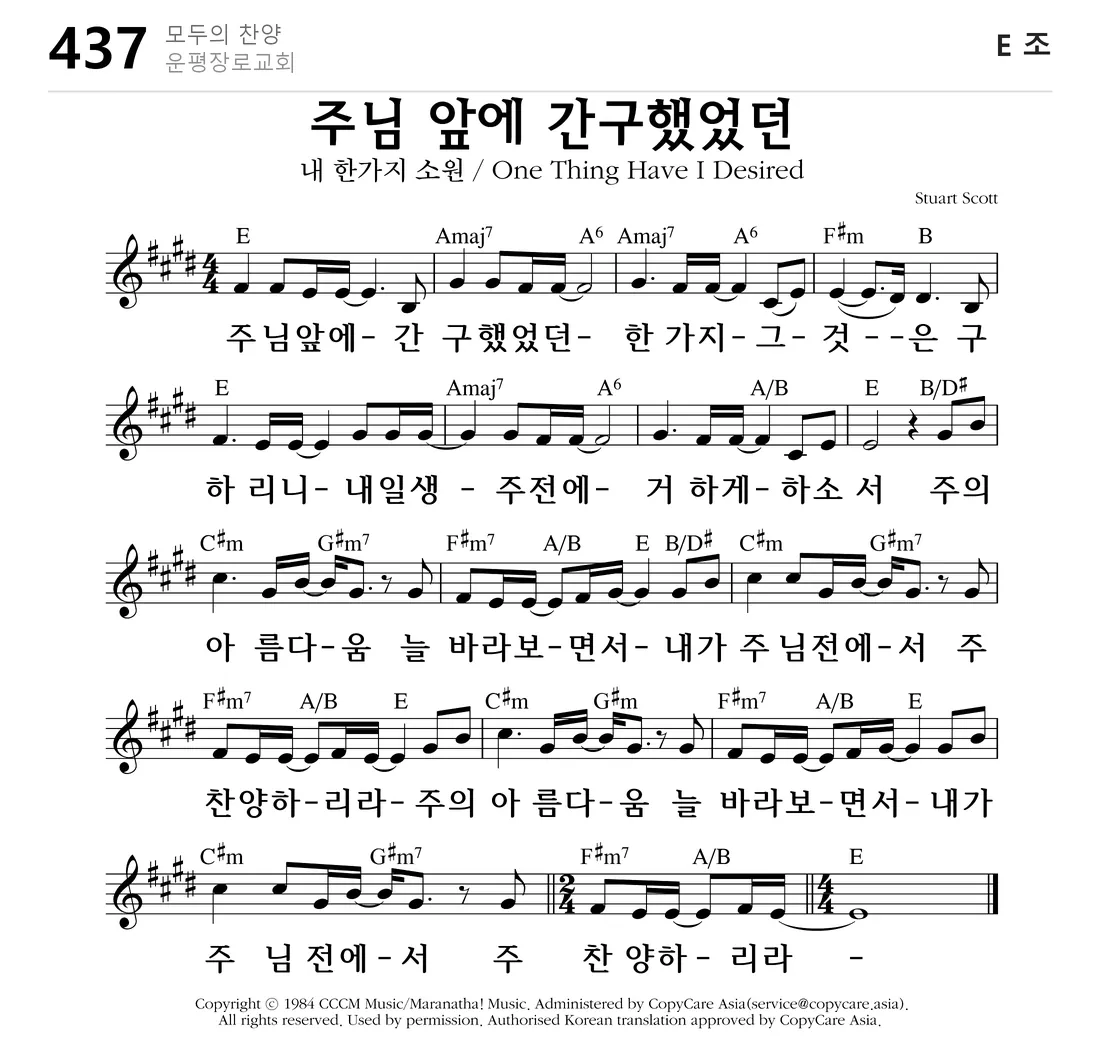 437 모두의 찬양
운평장로교회
E 조
주님 앞에 간구했었던
내 한가지 소원 / One Thing Have I Desired
Stuart Scott
E Amaj7 A6 Amaj7 A6 F#m B
주님앞에- 간 구했었던- 한 가지-그- 것 - -은 구
E Amaj7 A6 A/B E B/D#
하 리니- 내일생 - 주전에- 거 하게-하소 서 주의
C#m G#m7 F#m7 A/B E B/D# C#m G#m7
아 름다-움 늘 바라보-면서- 내가 주 님전에-서 주
F#m7 A/B E C#m G#m F#m7 A/B E
찬양하-리라- 주의 아 름다-움 늘 바라보-면서- 내가
C#m G#m7 F#m7 A/B E
주 님 전에-서 주 찬 양하- 리라 -
Copyright ⓒ 1984 CCCM Music/Maranatha! Music. Administered by CopyCare Asia(service@copycare.asia).
All rights reserved. Used by permission. Authorised Korean translation approved by CopyCare Asia.